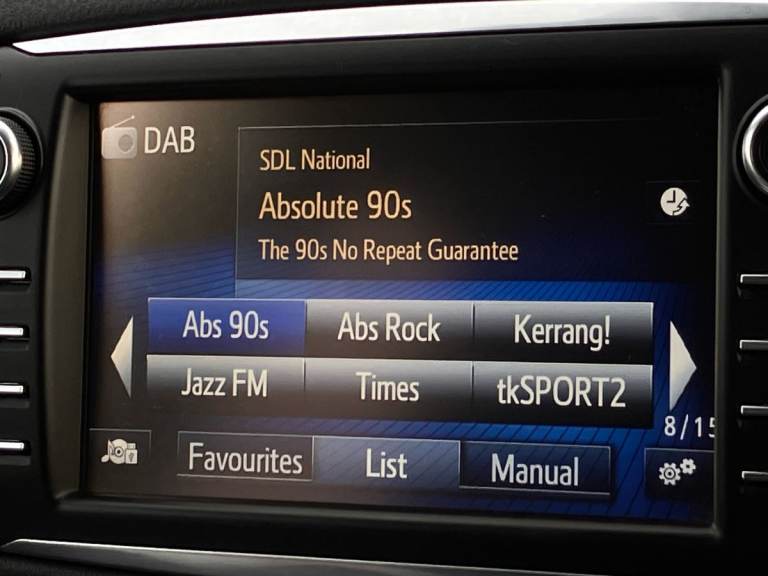 DAB
SDL National
Absolute 90s
The 90s No Repeat Guarantee
Abs 90s Abs Rock Kerrang!
Jazz FM Times tkSPORT2
8/15
Favourites List Manual